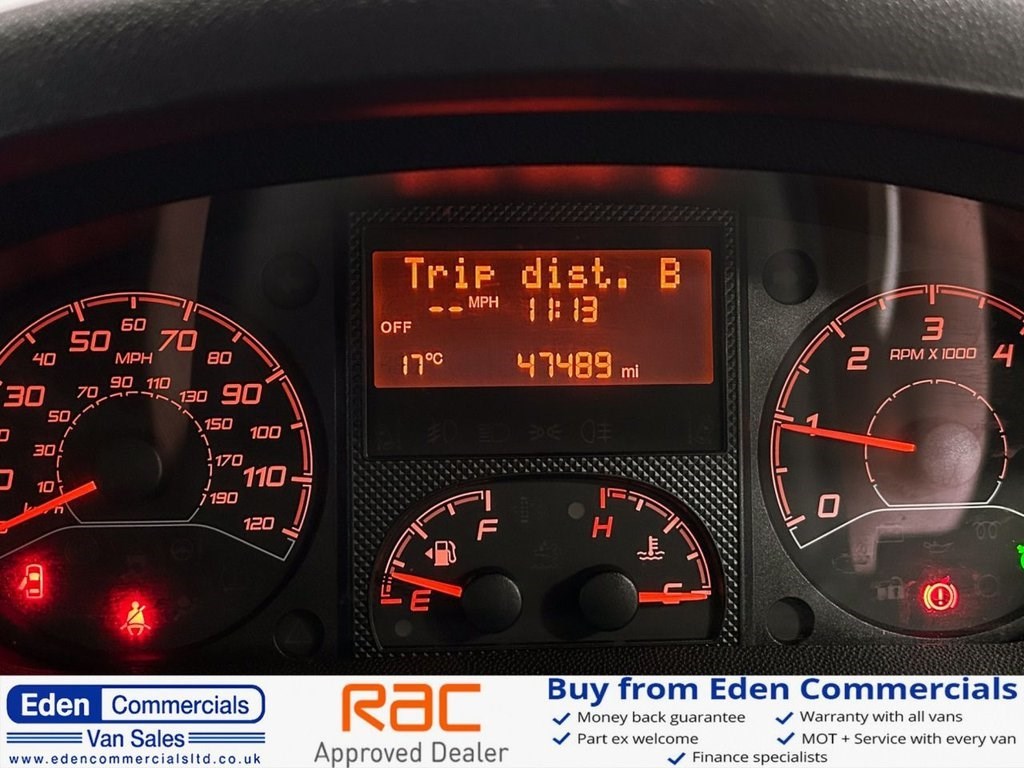 Trip dist. B
-- MPH 11:13
OFF
17°C 47489 mi
30 40 50 60 70 80 90 100 110 120
MPH
10 30 50 70 90 110 130 150 170 190
km/h
0 1 2 3 4
RPM X 1000
E F
H C
Eden Commercials
Van Sales
www.edencommercialsltd.co.uk
RAC
Approved Dealer
Buy from Eden Commercials
Money back guarantee
Warranty with all vans
Part ex welcome
MOT + Service with every van
Finance specialists